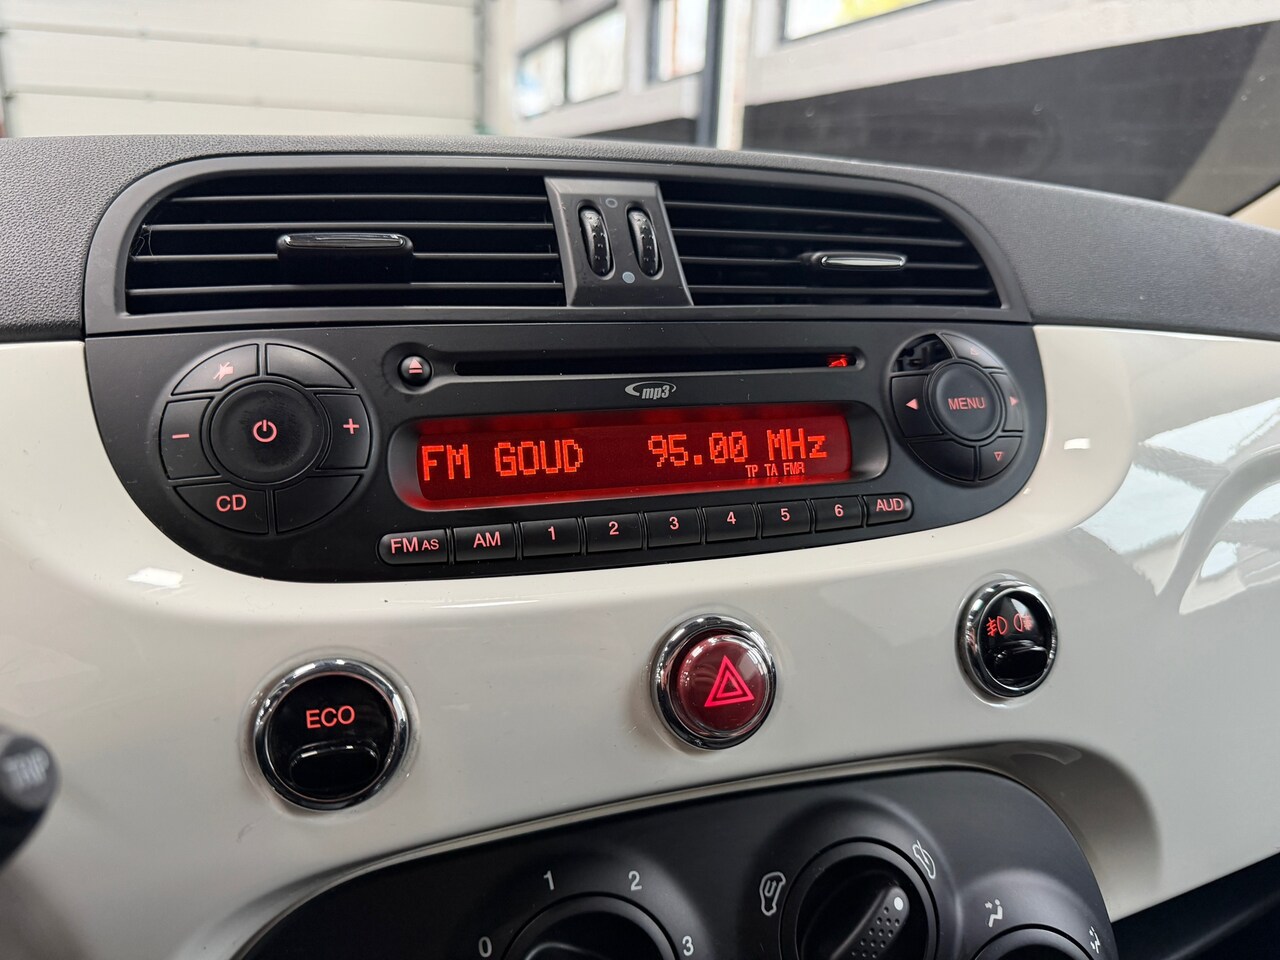 mp3
MENU
FM GOUD 95.00 MHz
TP TA FMR
CD
FM AS AM 1 2 3 4 5 6 AUD
ECO
TRIP
0 1 2 3